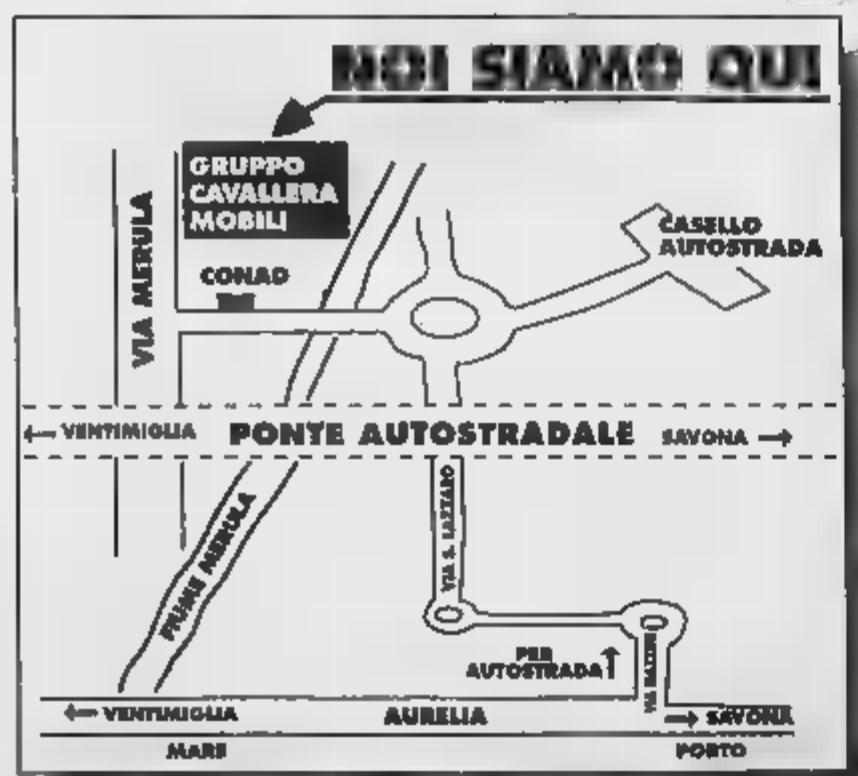 NOI SIAMO QUI
GRUPPO
CAVALLERA
MOBILI
CASELLO
AUTOSTRADA
VIA MERULA
CONAD
← VENTIMIGLIA PONTE AUTOSTRADALE SAVONA →
VIA S. LAZZARO
FIUME MERULA
PER
AUTOSTRADA ↑
← VENTIMIGLIA AURELIA → SAVONA
MARE PORTO